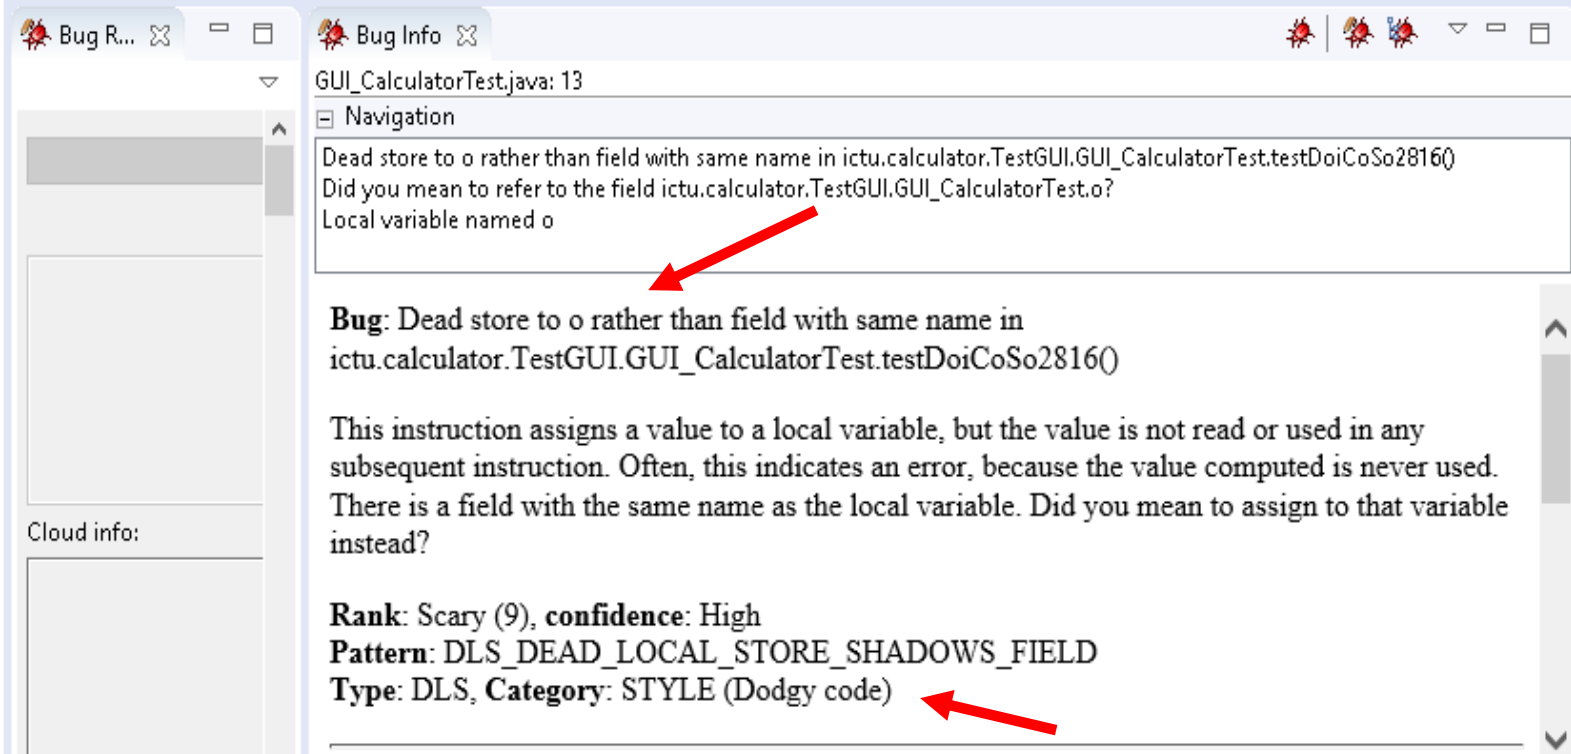 Bug R...
Bug Info
GUI_CalculatorTest.java: 13
Navigation
Dead store to o rather than field with same name in ictu.calculator.TestGUI.GUI_CalculatorTest.testDoiCoSo2816()
Did you mean to refer to the field ictu.calculator.TestGUI.GUI_CalculatorTest.o?
Local variable named o
Cloud info:
Bug: Dead store to o rather than field with same name in
ictu.calculator.TestGUI.GUI_CalculatorTest.testDoiCoSo2816()
This instruction assigns a value to a local variable, but the value is not read or used in any
subsequent instruction. Often, this indicates an error, because the value computed is never used.
There is a field with the same name as the local variable. Did you mean to assign to that variable
instead?
Rank: Scary (9), confidence: High
Pattern: DLS_DEAD_LOCAL_STORE_SHADOWS_FIELD
Type: DLS, Category: STYLE (Dodgy code)